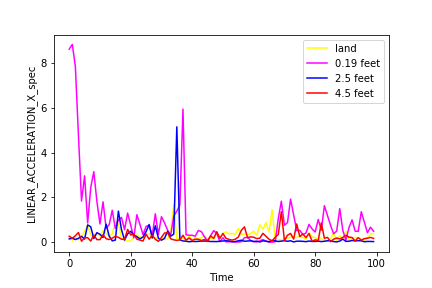 land
0.19 feet
2.5 feet
4.5 feet
8
6
4
2
0
LINEAR_ACCELERATION_X_spec
0 20 40 60 80 100
Time